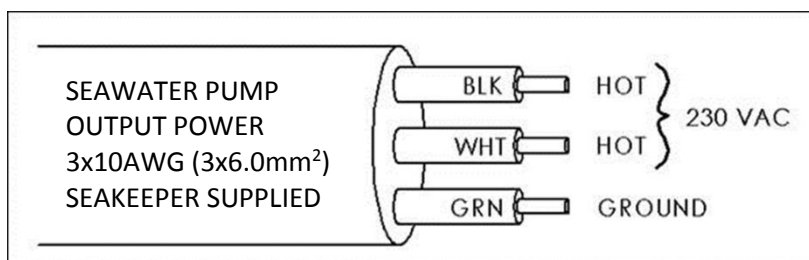 SEAWATER PUMP
OUTPUT POWER
3x10AWG (3x6.0mm²)
SEAKEEPER SUPPLIED
BLK HOT
WHT HOT
230 VAC
GRN GROUND